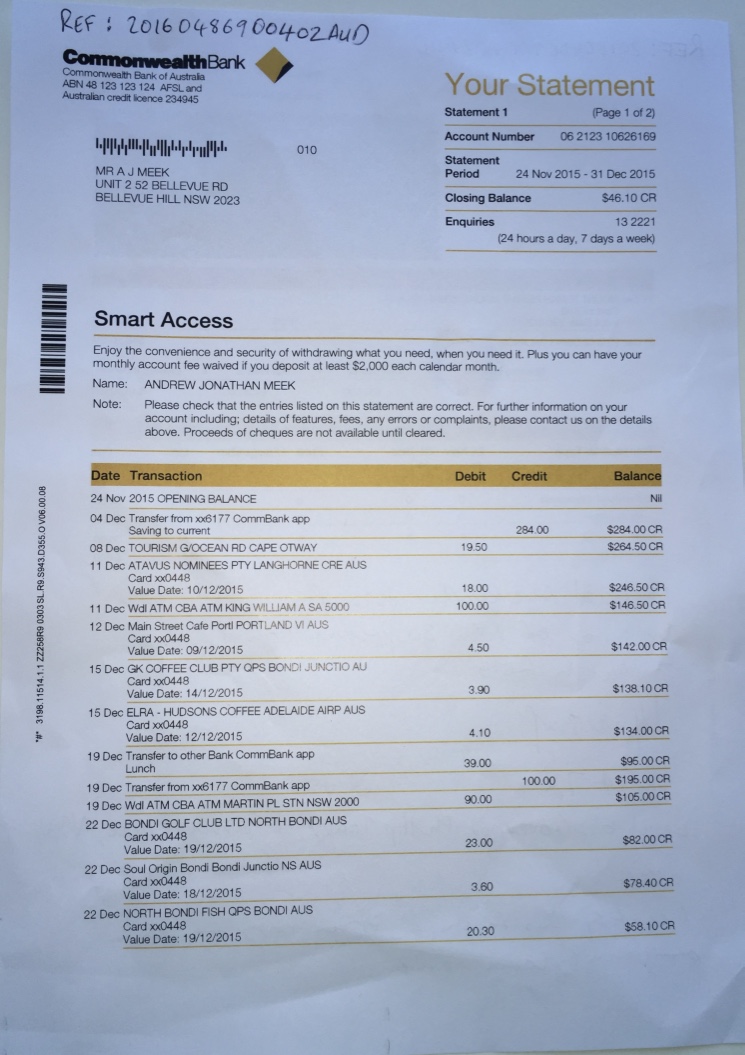 REF : 20160486900402AUD
CommonwealthBank
Commonwealth Bank of Australia
ABN 48 123 123 124 AFSL and
Australian credit licence 234945
Your Statement
Statement 1 (Page 1 of 2)
Account Number 06 2123 10626169
Statement
Period 24 Nov 2015 - 31 Dec 2015
Closing Balance $46.10 CR
Enquiries 13 2221
(24 hours a day, 7 days a week)
010
MR A J MEEK
UNIT 2 52 BELLEVUE RD
BELLEVUE HILL NSW 2023
Smart Access
Enjoy the convenience and security of withdrawing what you need, when you need it. Plus you can have your
monthly account fee waived if you deposit at least $2,000 each calendar month.
Name: ANDREW JONATHAN MEEK
Note: Please check that the entries listed on this statement are correct. For further information on your
account including; details of features, fees, any errors or complaints, please contact us on the details
above. Proceeds of cheques are not available until cleared.
Date Transaction Debit Credit Balance
24 Nov 2015 OPENING BALANCE Nil
04 Dec Transfer from xx6177 CommBank app
Saving to current 284.00 $284.00 CR
08 Dec TOURISM G/OCEAN RD CAPE OTWAY 19.50 $264.50 CR
11 Dec ATAVUS NOMINEES PTY LANGHORNE CRE AUS
Card xx0448
Value Date: 10/12/2015 18.00 $246.50 CR
11 Dec Wdl ATM CBA ATM KING WILLIAM A SA 5000 100.00 $146.50 CR
12 Dec Main Street Cafe Portl PORTLAND VI AUS
Card xx0448
Value Date: 09/12/2015 4.50 $142.00 CR
15 Dec GK COFFEE CLUB PTY QPS BONDI JUNCTIO AU
Card xx0448
Value Date: 14/12/2015 3.90 $138.10 CR
15 Dec ELRA - HUDSONS COFFEE ADELAIDE AIRP AUS
Card xx0448
Value Date: 12/12/2015 4.10 $134.00 CR
19 Dec Transfer to other Bank CommBank app
Lunch 39.00 $95.00 CR
19 Dec Transfer from xx6177 CommBank app 100.00 $195.00 CR
19 Dec Wdl ATM CBA ATM MARTIN PL STN NSW 2000 90.00 $105.00 CR
22 Dec BONDI GOLF CLUB LTD NORTH BONDI AUS
Card xx0448
Value Date: 19/12/2015 23.00 $82.00 CR
22 Dec Soul Origin Bondi Bondi Junctio NS AUS
Card xx0448
Value Date: 18/12/2015 3.60 $78.40 CR
22 Dec NORTH BONDI FISH QPS BONDI AUS
Card xx0448
Value Date: 19/12/2015 20.30 $58.10 CR
*#* 3198.11514.1.1 ZZ258R9 0303 SL.R9.S943.D355.O V06.00.08